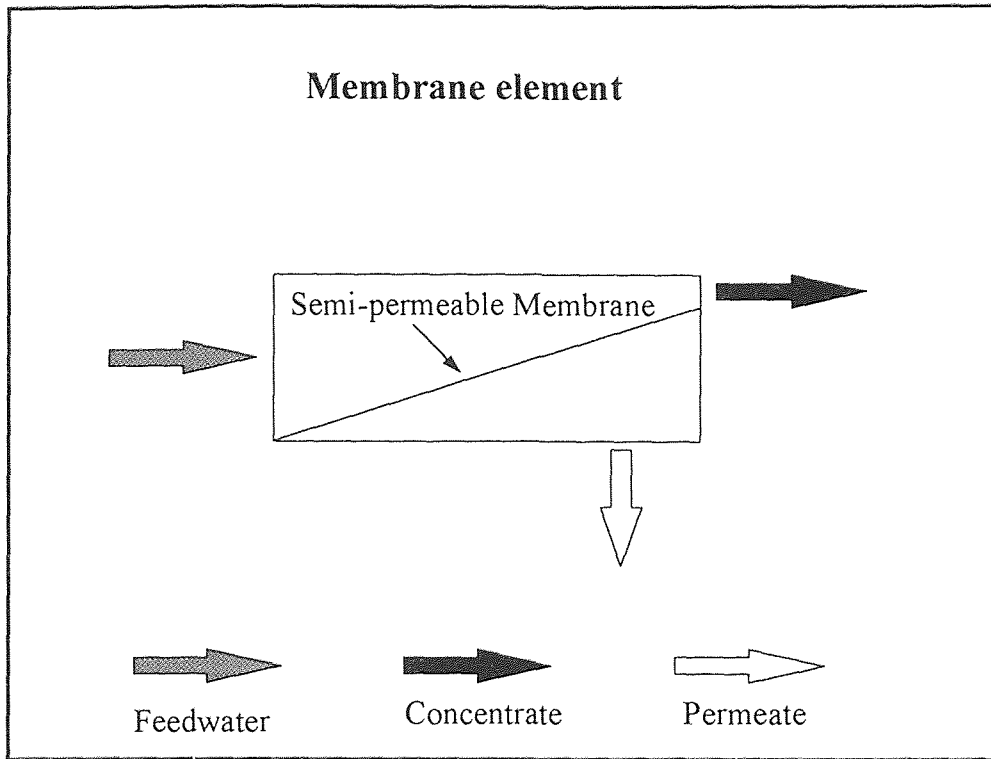 Membrane element
Semi-permeable Membrane
Feedwater
Concentrate
Permeate